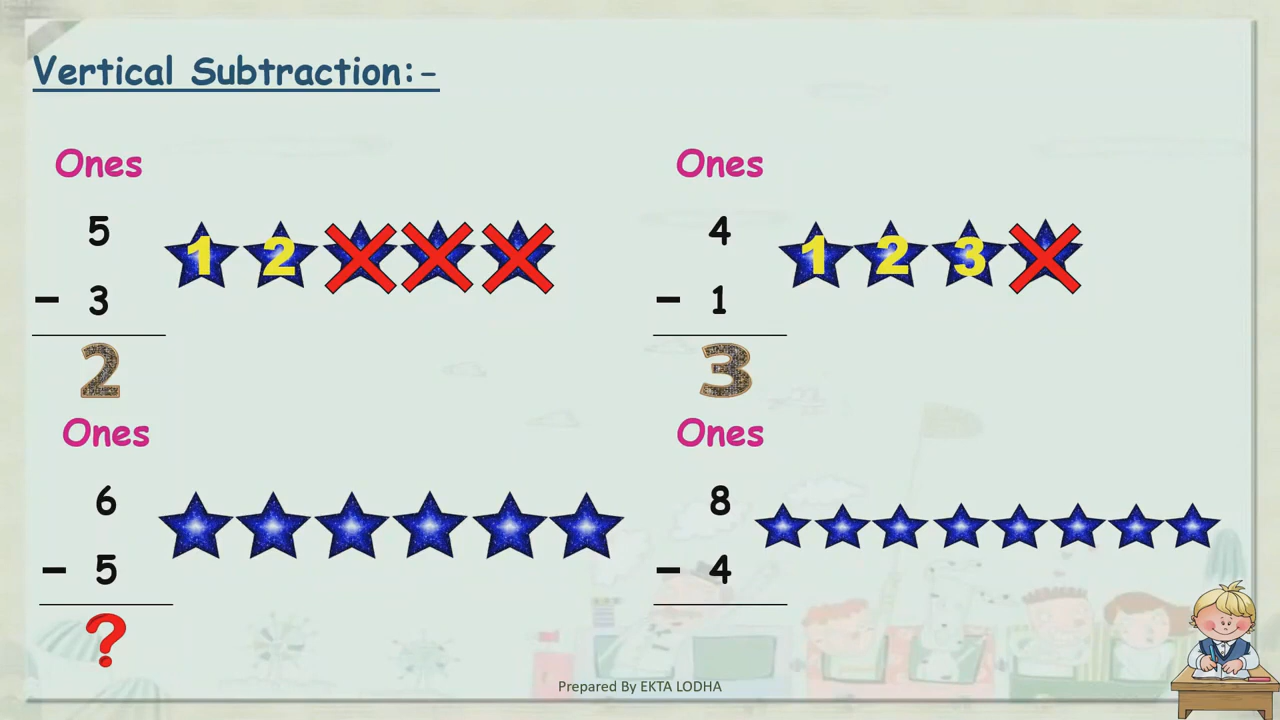 Vertical Subtraction:-
Ones
5
1 2
- 3
2
Ones
4
1 2 3
- 1
3
Ones
6
- 5
?
Ones
8
- 4
Prepared By EKTA LODHA